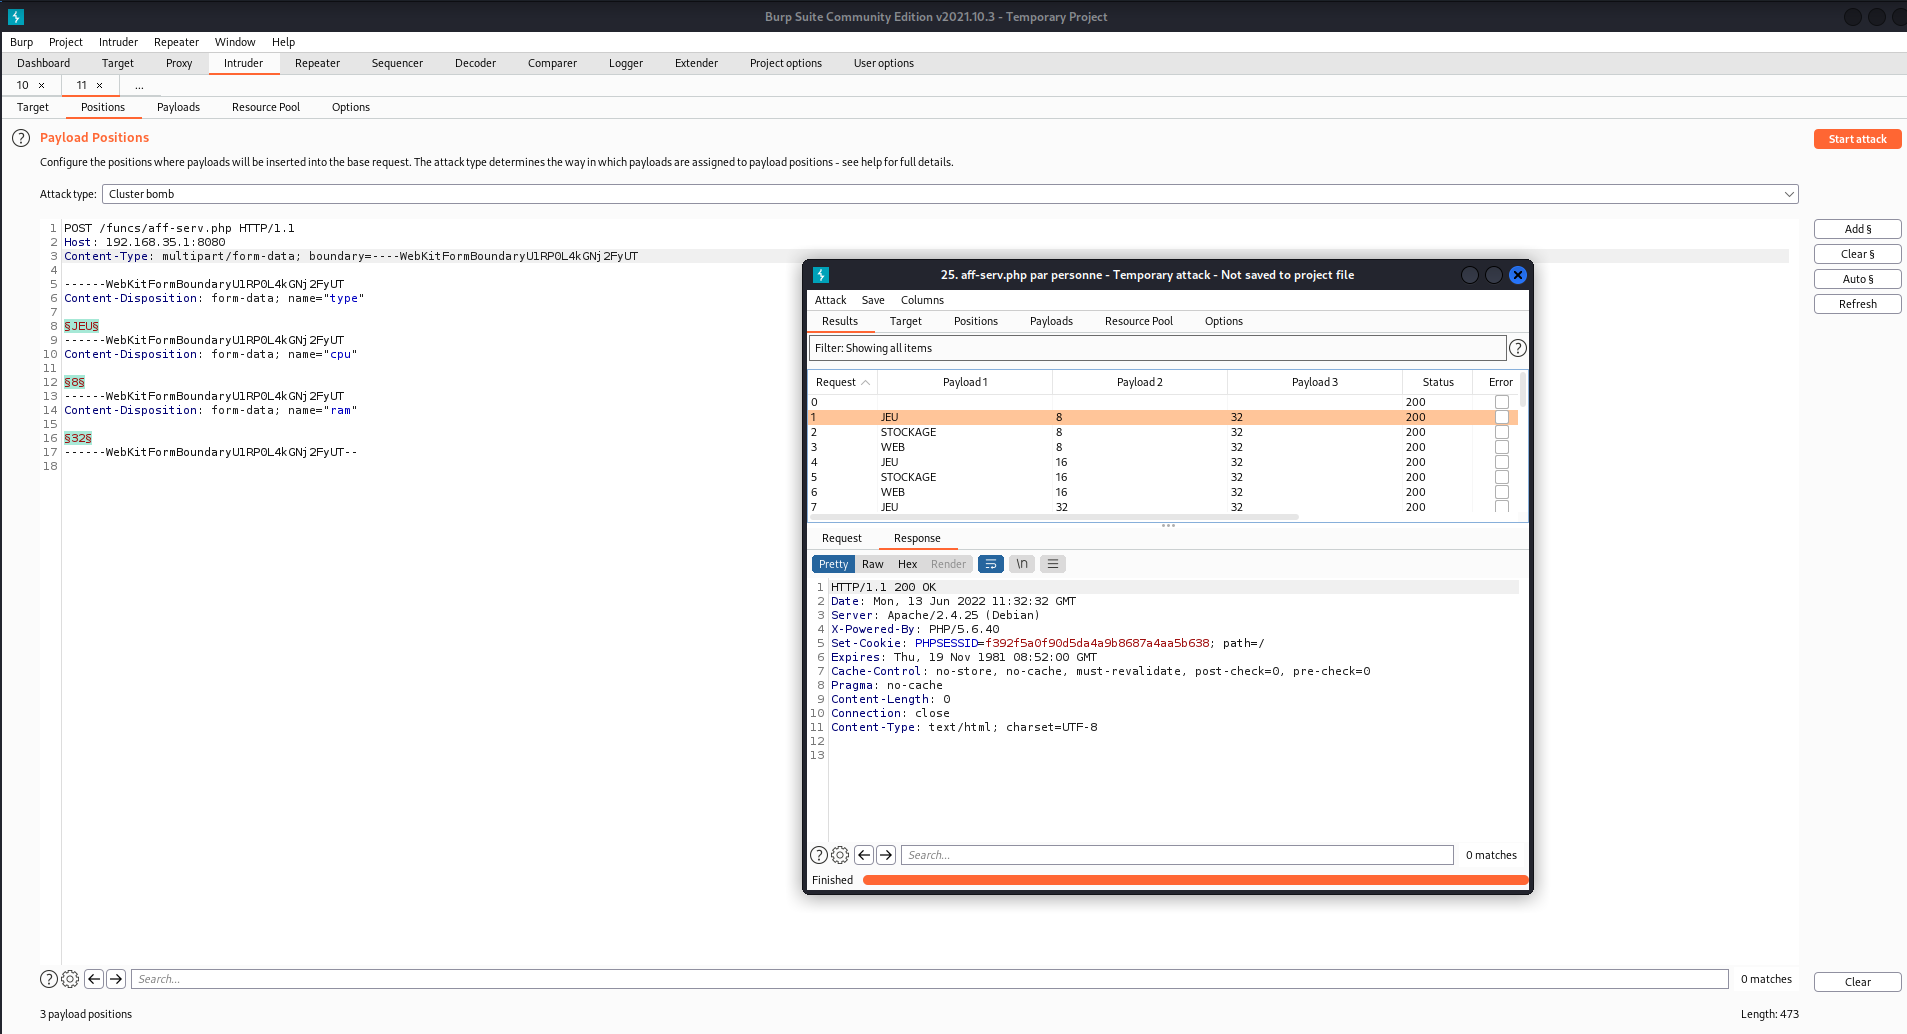 Burp Suite Community Edition v2021.10.3 - Temporary Project
Burp Project Intruder Repeater Window Help
Dashboard Target Proxy Intruder Repeater Sequencer Decoder Comparer Logger Extender Project options User options
10 × 11 × ...
Target Positions Payloads Resource Pool Options
? Payload Positions
Start attack
Configure the positions where payloads will be inserted into the base request. The attack type determines the way in which payloads are assigned to payload positions - see help for full details.
Attack type: Cluster bomb
1 POST /funcs/aff-serv.php HTTP/1.1
2 Host: 192.168.35.1:8080
3 Content-Type: multipart/form-data; boundary=----WebKitFormBoundaryU1RP0L4kGNj2FyUT
4
5 ------WebKitFormBoundaryU1RP0L4kGNj2FyUT
6 Content-Disposition: form-data; name="type"
7
8 §JEU§
9 ------WebKitFormBoundaryU1RP0L4kGNj2FyUT
10 Content-Disposition: form-data; name="cpu"
11
12 §8§
13 ------WebKitFormBoundaryU1RP0L4kGNj2FyUT
14 Content-Disposition: form-data; name="ram"
15
16 §32§
17 ------WebKitFormBoundaryU1RP0L4kGNj2FyUT--
18
Add §
Clear §
Auto §
Refresh
25. aff-serv.php par personne - Temporary attack - Not saved to project file
Attack Save Columns
Results Target Positions Payloads Resource Pool Options
Filter: Showing all items ?
Request Payload 1 Payload 2 Payload 3 Status Error
0 200
1 JEU 8 32 200
2 STOCKAGE 8 32 200
3 WEB 8 32 200
4 JEU 16 32 200
5 STOCKAGE 16 32 200
6 WEB 16 32 200
7 JEU 32 32 200
Request Response
Pretty Raw Hex Render \n
1 HTTP/1.1 200 OK
2 Date: Mon, 13 Jun 2022 11:32:32 GMT
3 Server: Apache/2.4.25 (Debian)
4 X-Powered-By: PHP/5.6.40
5 Set-Cookie: PHPSESSID=f392f5a0f90d5da4a9b8687a4aa5b638; path=/
6 Expires: Thu, 19 Nov 1981 08:52:00 GMT
7 Cache-Control: no-store, no-cache, must-revalidate, post-check=0, pre-check=0
8 Pragma: no-cache
9 Content-Length: 0
10 Connection: close
11 Content-Type: text/html; charset=UTF-8
12
13
? Search... 0 matches
Finished
? Search... 0 matches
Clear
3 payload positions
Length: 473